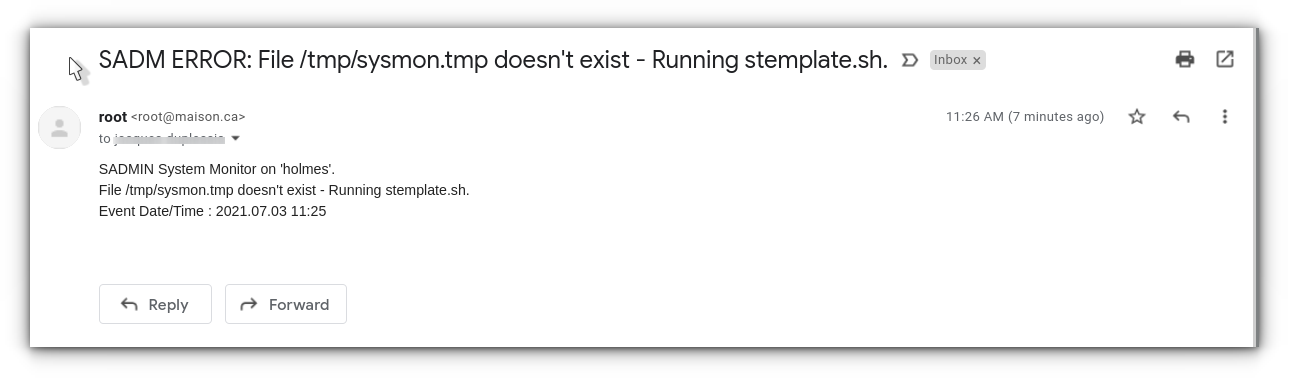 SADM ERROR: File /tmp/sysmon.tmp doesn't exist - Running stemplate.sh. Inbox ×
root <root@maison.ca> 11:26 AM (7 minutes ago)
to
SADMIN System Monitor on 'holmes'.
File /tmp/sysmon.tmp doesn't exist - Running stemplate.sh.
Event Date/Time : 2021.07.03 11:25
Reply Forward